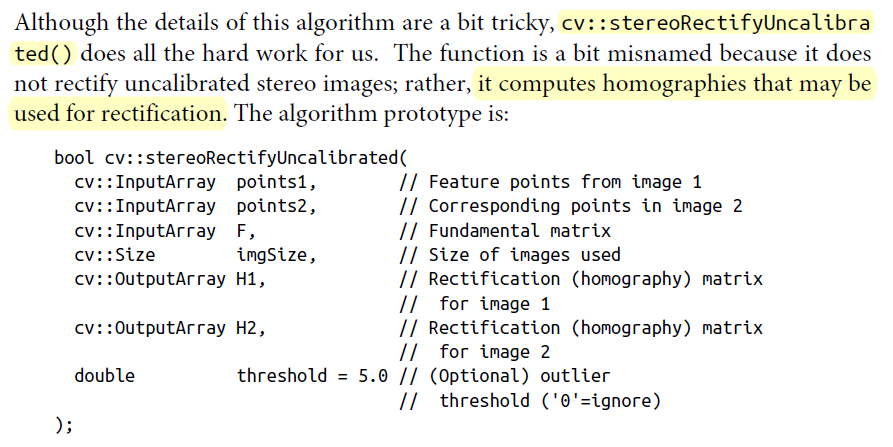 Although the details of this algorithm are a bit tricky, cv::stereoRectifyUncalibra
ted() does all the hard work for us. The function is a bit misnamed because it does
not rectify uncalibrated stereo images; rather, it computes homographies that may be
used for rectification. The algorithm prototype is:
bool cv::stereoRectifyUncalibrated(
  cv::InputArray  points1,        // Feature points from image 1
  cv::InputArray  points2,        // Corresponding points in image 2
  cv::InputArray  F,              // Fundamental matrix
  cv::Size        imgSize,        // Size of images used
  cv::OutputArray H1,             // Rectification (homography) matrix
                                  //  for image 1
  cv::OutputArray H2,             // Rectification (homography) matrix
                                  //  for image 2
  double          threshold = 5.0 // (Optional) outlier
                                  //  threshold ('0'=ignore)
);